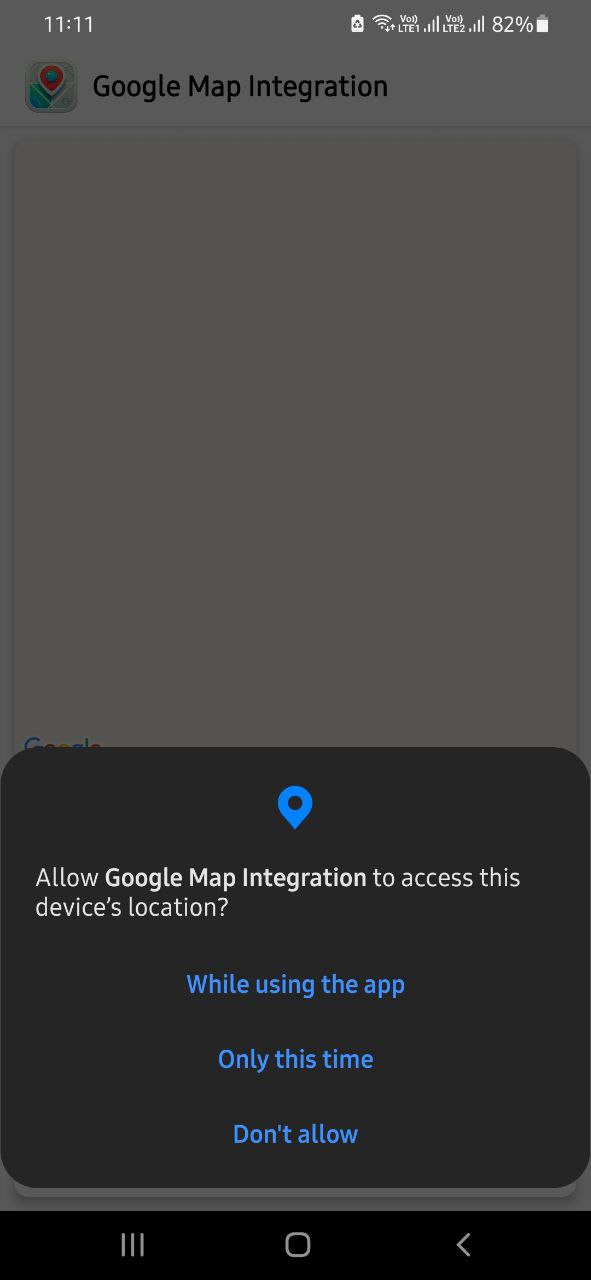 11:11
Vo)) LTE1 Vo)) LTE2 82%
Google Map Integration
Google
Allow Google Map Integration to access this
device’s location?
While using the app
Only this time
Don't allow